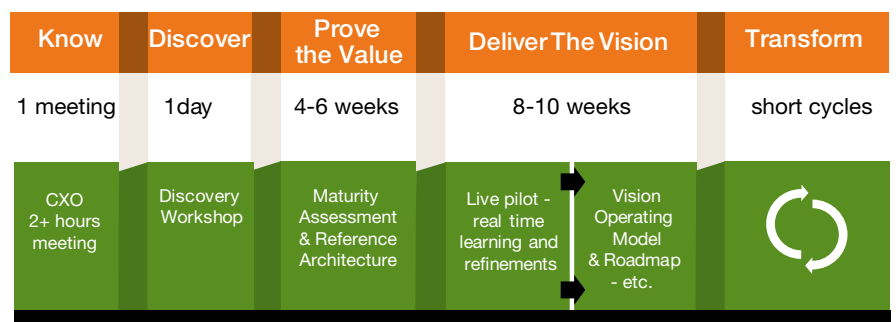 Know
Discover
Prove
the Value
Deliver The Vision
Transform
1 meeting
1day
4-6 weeks
8-10 weeks
short cycles
CXO
2+ hours
meeting
Discovery
Workshop
Maturity
Assessment
& Reference
Architecture
Live pilot -
real time
learning and
refinements
Vision
Operating
Model
& Roadmap
- etc.